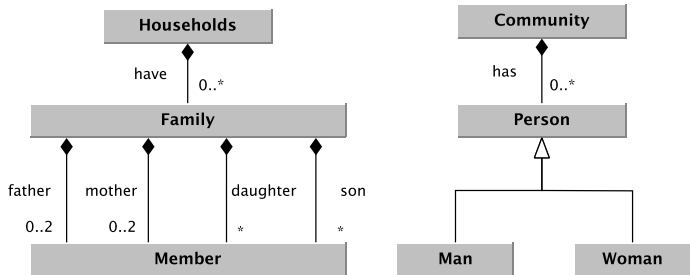 Households
have
0..*
Family
father
mother
daughter
son
0..2
0..2
*
*
Member
Community
has
0..*
Person
Man
Woman